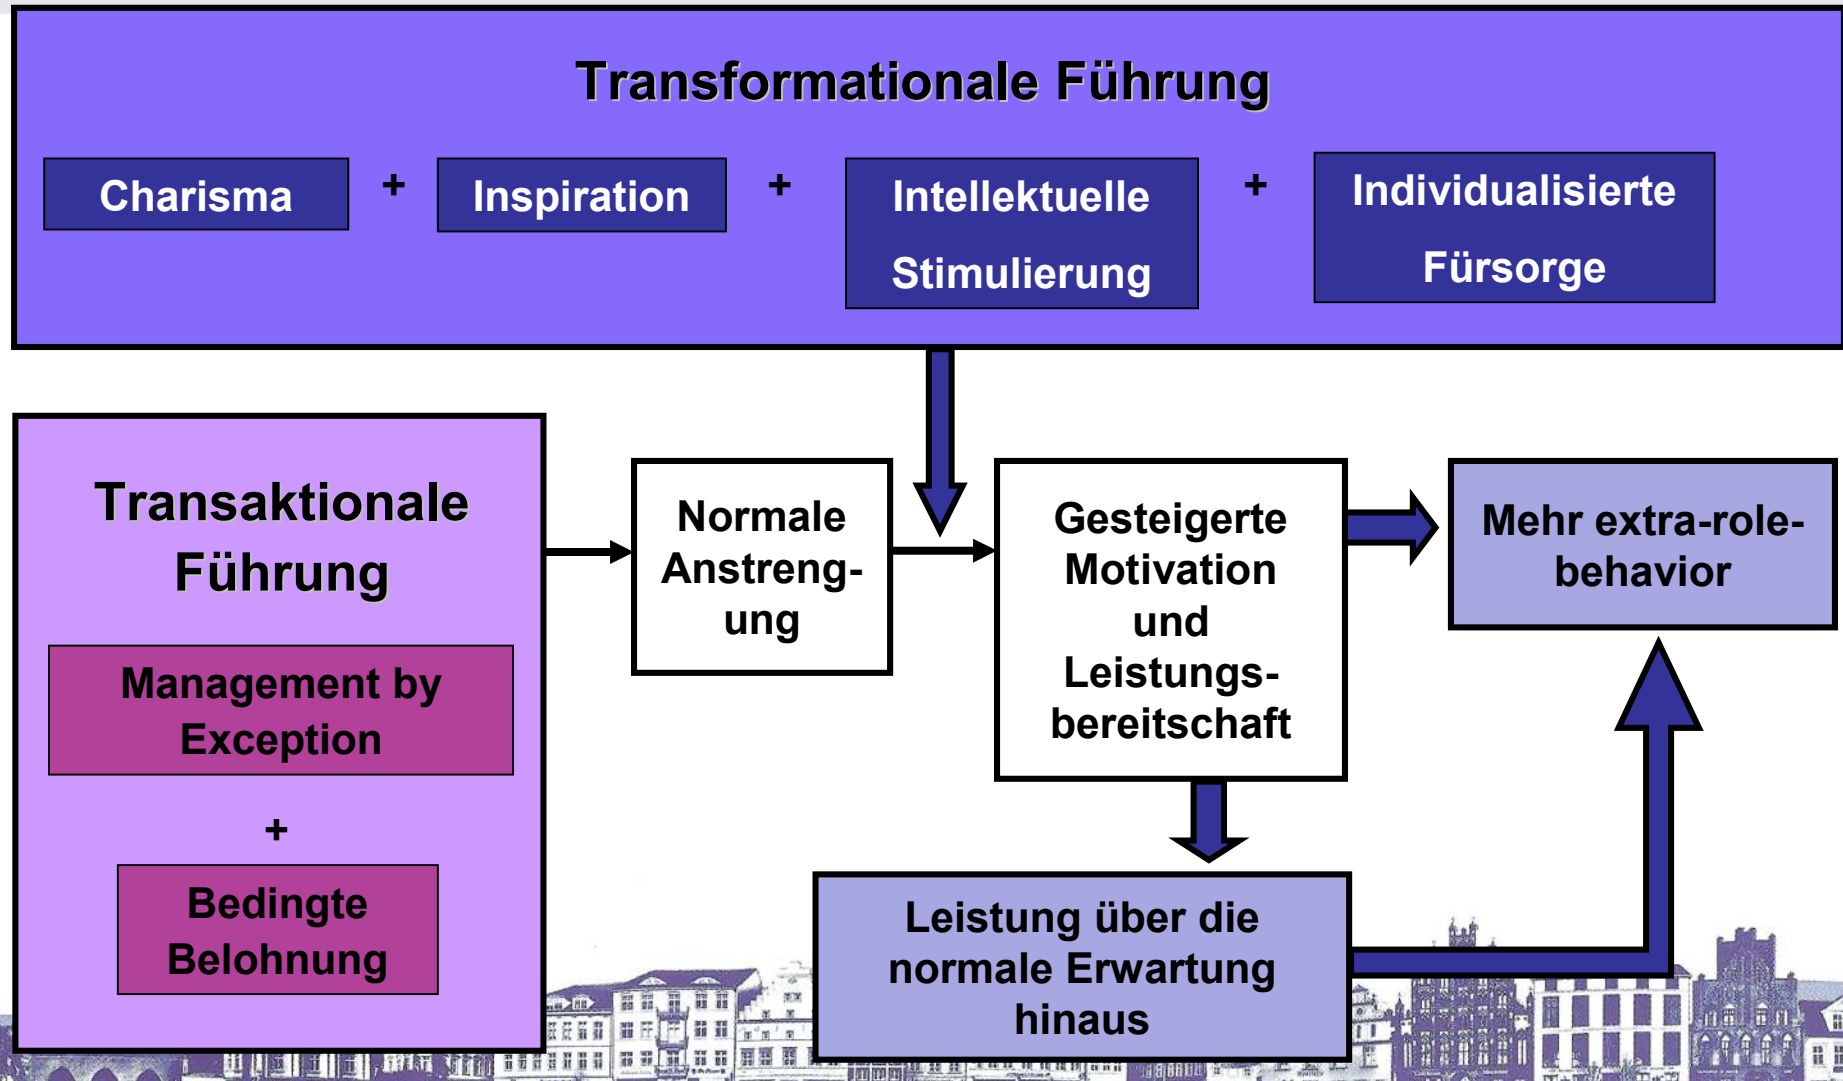 Transformationale Führung
Charisma + Inspiration + Intellektuelle + Individualisierte
Stimulierung Fürsorge
Transaktionale
Führung
Management by
Exception
+
Bedingte
Belohnung
Normale
Anstreng-
ung
Gesteigerte
Motivation
und
Leistungs-
bereitschaft
Mehr extra-role-
behavior
Leistung über die
normale Erwartung
hinaus